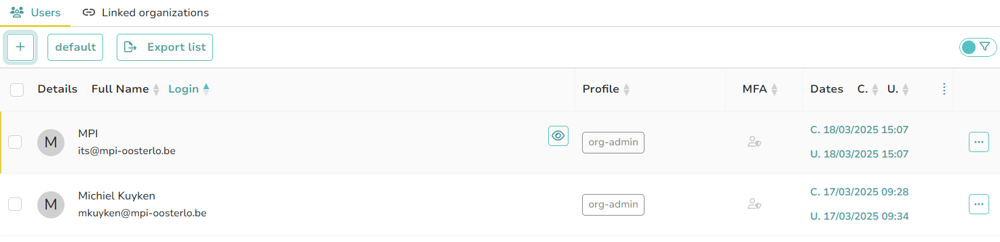 Users Linked organizations
+ default Export list
Details Full Name Login Profile MFA Dates C. U.
M MPI org-admin C. 18/03/2025 15:07
its@mpi-oosterlo.be U. 18/03/2025 15:07
M Michiel Kuyken org-admin C. 17/03/2025 09:28
mkuyken@mpi-oosterlo.be U. 17/03/2025 09:34